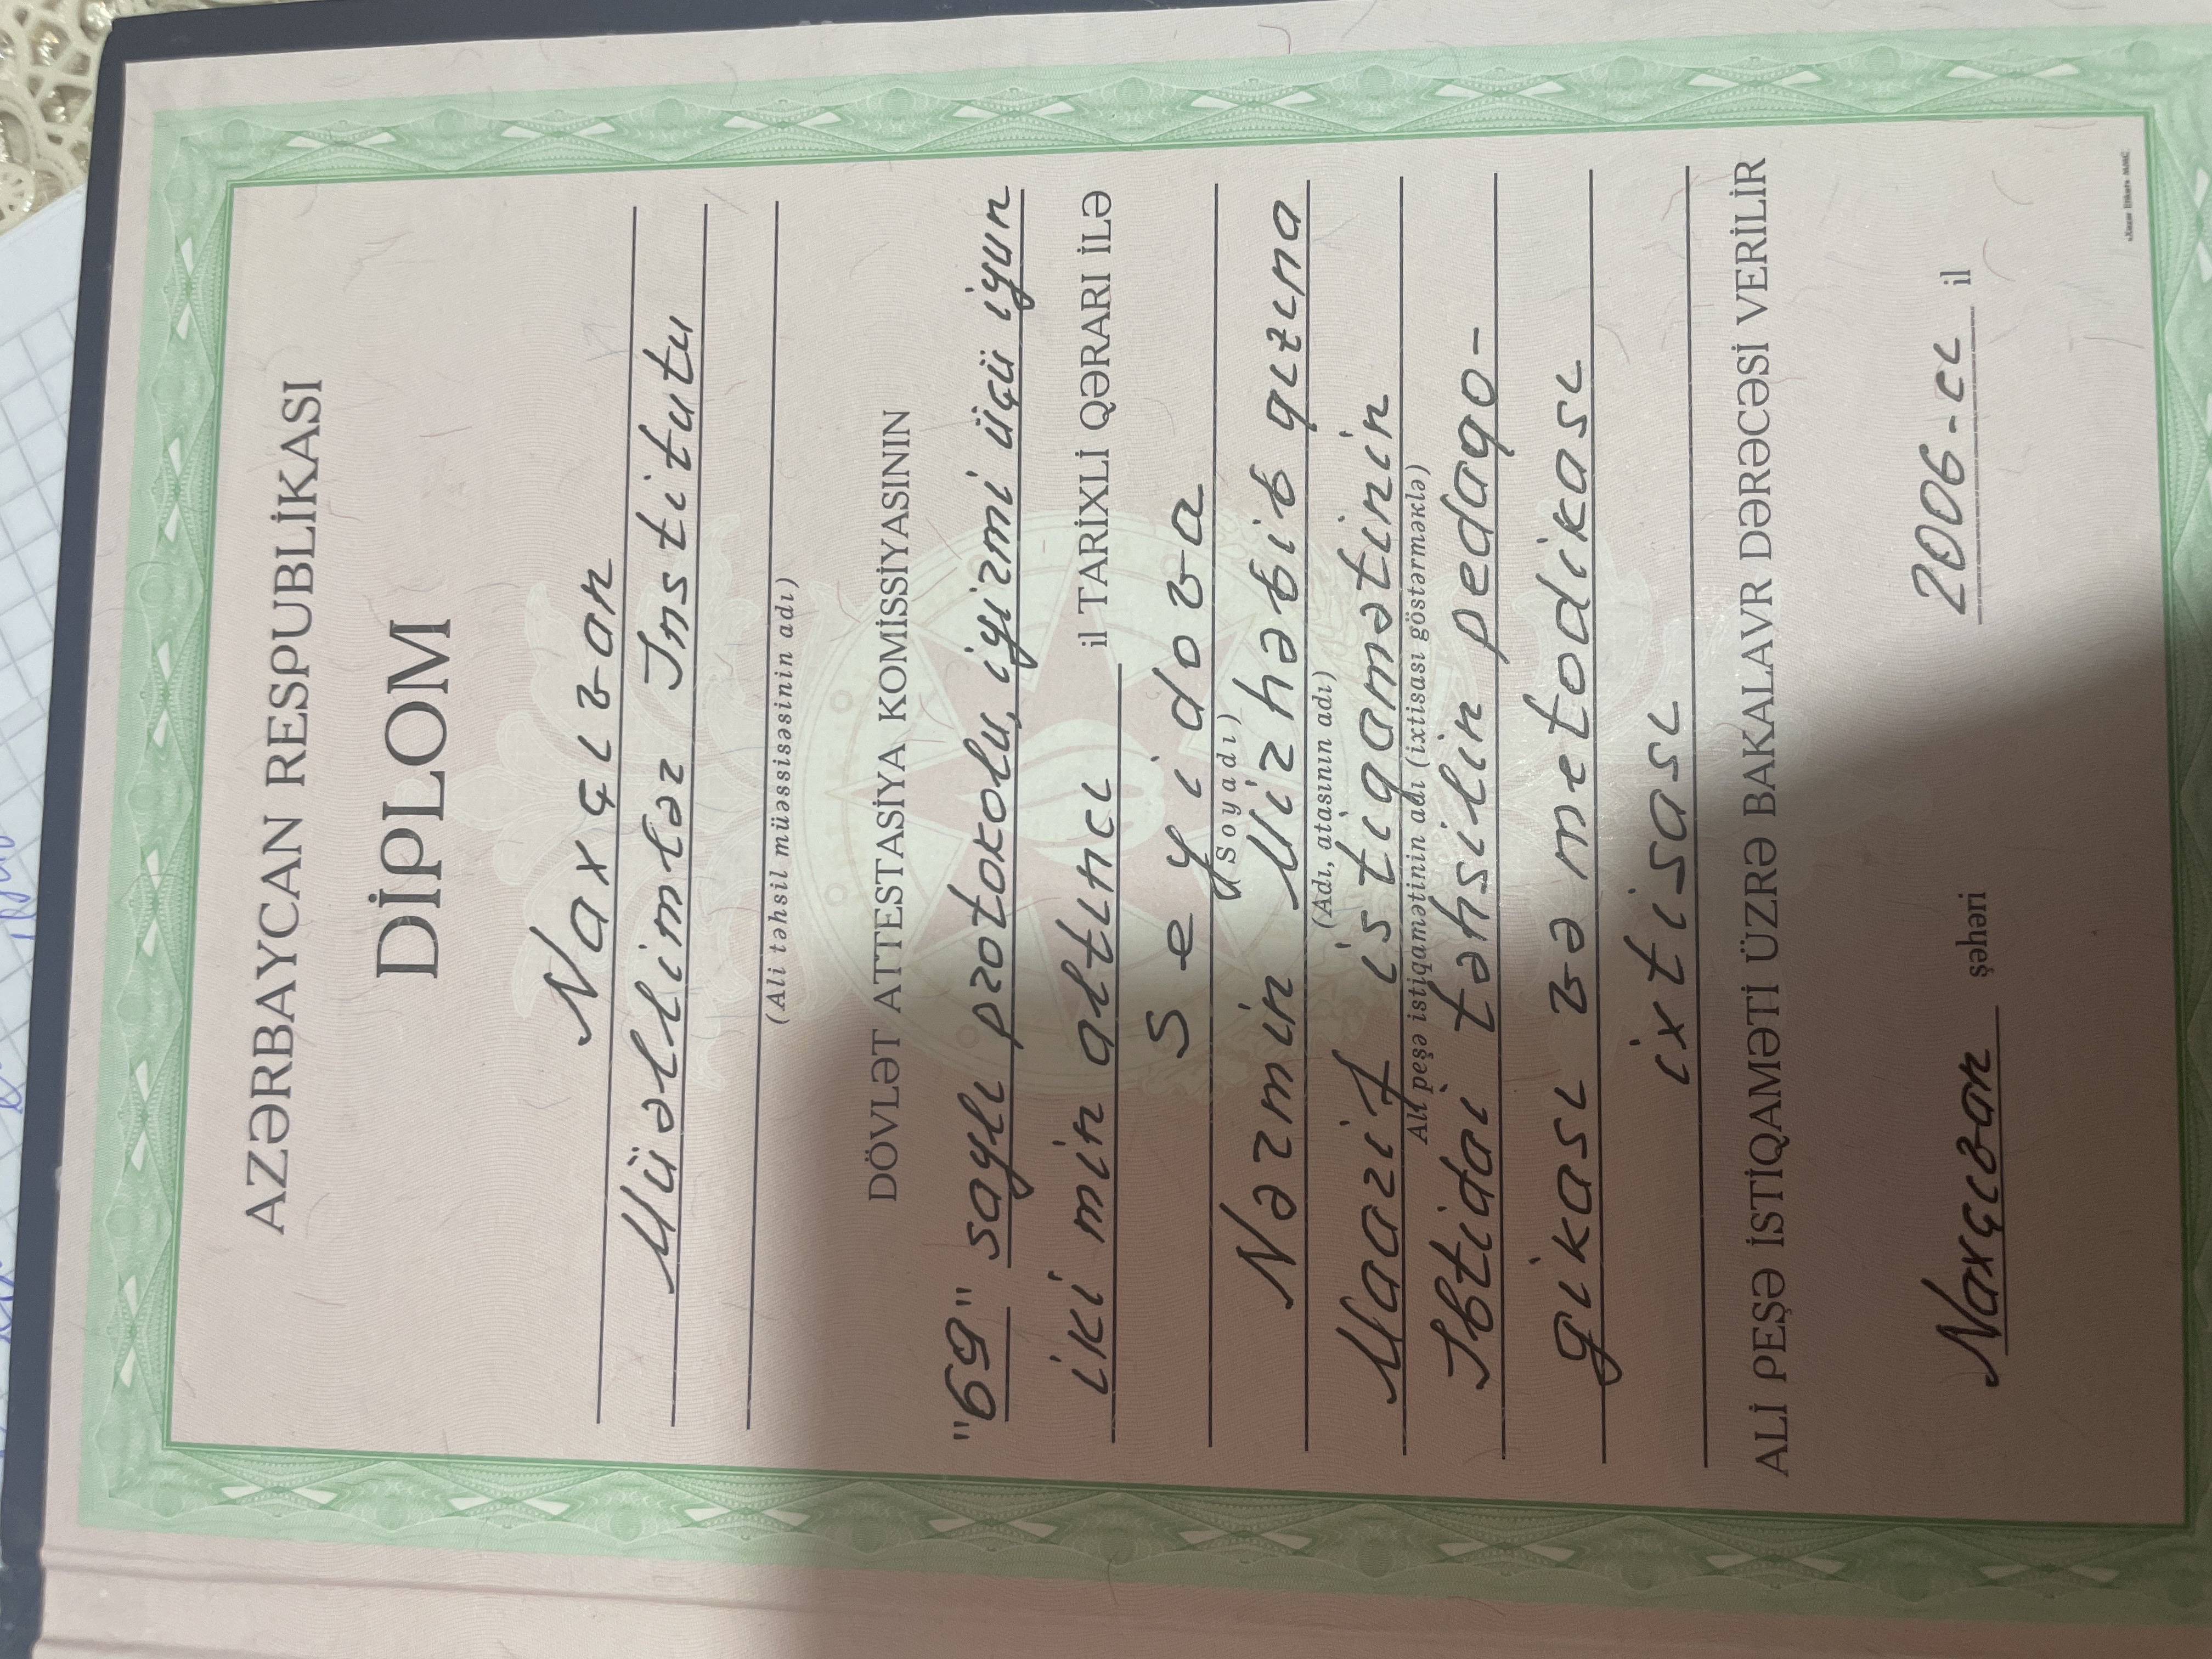 AZƏRBAYCAN RESPUBLİKASI
DİPLOM
Naxçıvan
Müəllimlər İnstitutu
(Ali təhsil müəssisəsinin adı)
DÖVLƏT ATTESTASİYA KOMİSSİYASININ
"69" saylı protokolu, iyirmi üçü iyun
iki min altıncı il TARİXLİ QƏRARI İLƏ
Seyidova
(Soyadı)
Nəzmin Mirhəbib qızına
(Adı, atasının adı)
Maarif istiqamətinin
Ali peşə istiqamətinin adı (ixtisası göstərməklə)
İbtidai təhsilin pedaqo-
gikası və metodikası
ixtisası
ALİ PEŞƏ İSTİQAMƏTİ ÜZRƏ BAKALAVR DƏRƏCƏSİ VERİLİR
Naxçıvan şəhəri 2006-cı il